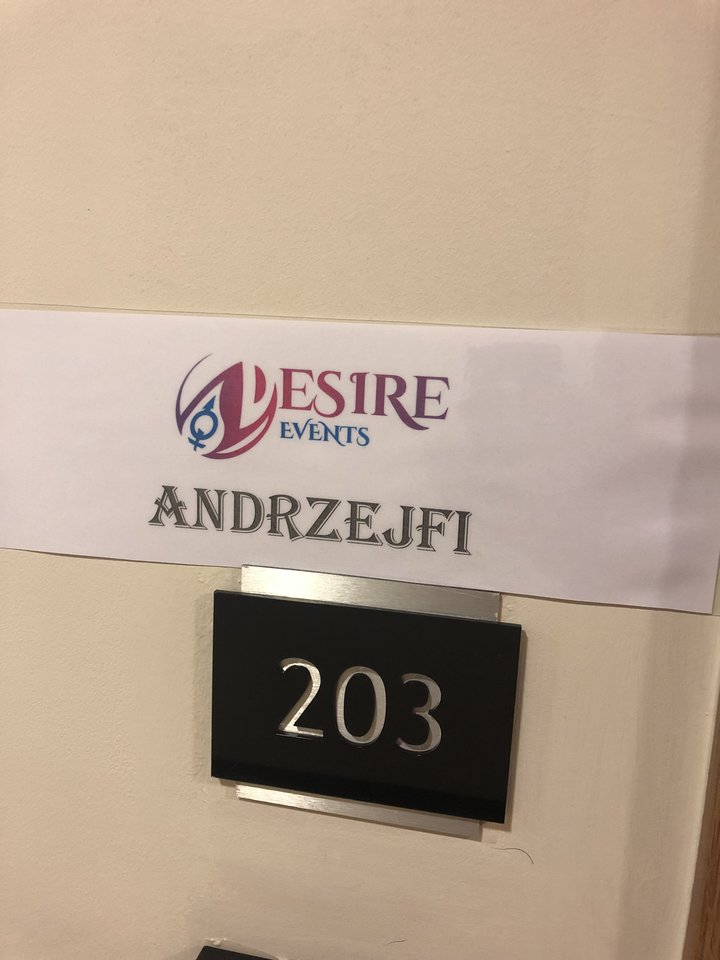 DESIRE
EVENTS
ANDRZEJFI
203